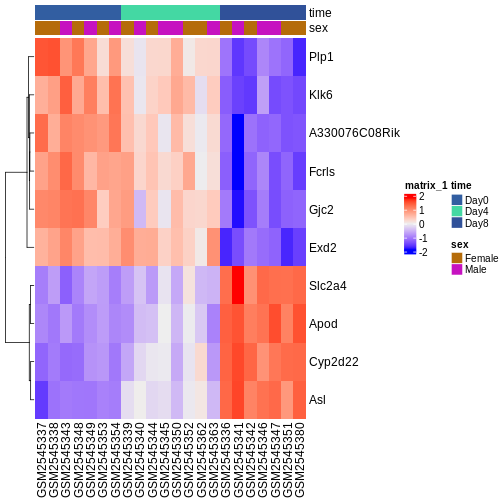 time
sex
Plp1
Klk6
A330076C08Rik
Fcrls
Gjc2
Exd2
Slc2a4
Apod
Cyp2d22
Asl
GSM2545337
GSM2545338
GSM2545343
GSM2545348
GSM2545349
GSM2545353
GSM2545354
GSM2545339
GSM2545340
GSM2545344
GSM2545345
GSM2545350
GSM2545352
GSM2545362
GSM2545363
GSM2545336
GSM2545341
GSM2545342
GSM2545346
GSM2545347
GSM2545351
GSM2545380
matrix_1
2
1
0
-1
-2
time
Day0
Day4
Day8
sex
Female
Male